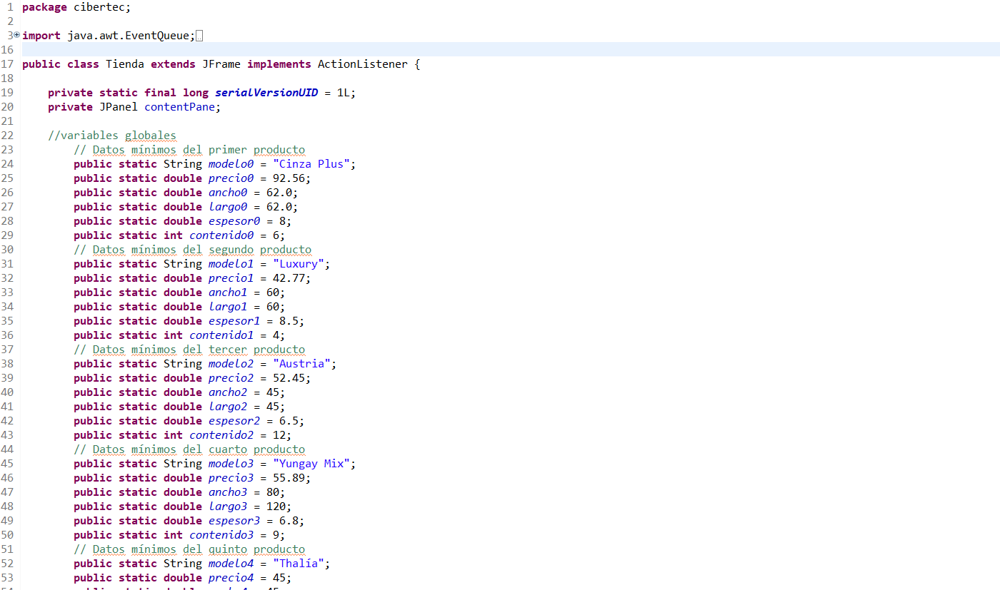 1 package cibertec;
2
3 import java.awt.EventQueue;
16
17 public class Tienda extends JFrame implements ActionListener {
18
19 private static final long serialVersionUID = 1L;
20 private JPanel contentPane;
21
22 //variables globales
23 // Datos mínimos del primer producto
24 public static String modelo0 = "Cinza Plus";
25 public static double precio0 = 92.56;
26 public static double ancho0 = 62.0;
27 public static double largo0 = 62.0;
28 public static double espesor0 = 8;
29 public static int contenido0 = 6;
30 // Datos mínimos del segundo producto
31 public static String modelo1 = "Luxury";
32 public static double precio1 = 42.77;
33 public static double ancho1 = 60;
34 public static double largo1 = 60;
35 public static double espesor1 = 8.5;
36 public static int contenido1 = 4;
37 // Datos mínimos del tercer producto
38 public static String modelo2 = "Austria";
39 public static double precio2 = 52.45;
40 public static double ancho2 = 45;
41 public static double largo2 = 45;
42 public static double espesor2 = 6.5;
43 public static int contenido2 = 12;
44 // Datos mínimos del cuarto producto
45 public static String modelo3 = "Yungay Mix";
46 public static double precio3 = 55.89;
47 public static double ancho3 = 80;
48 public static double largo3 = 120;
49 public static double espesor3 = 6.8;
50 public static int contenido3 = 9;
51 // Datos mínimos del quinto producto
52 public static String modelo4 = "Thalía";
53 public static double precio4 = 45;